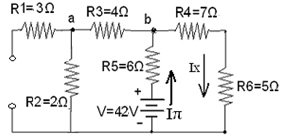 R1=3Ω
a
R3=4Ω
b
R4=7Ω
R5=6Ω
Ix
R2=2Ω
+
V=42V
-
Iπ
R6=5Ω